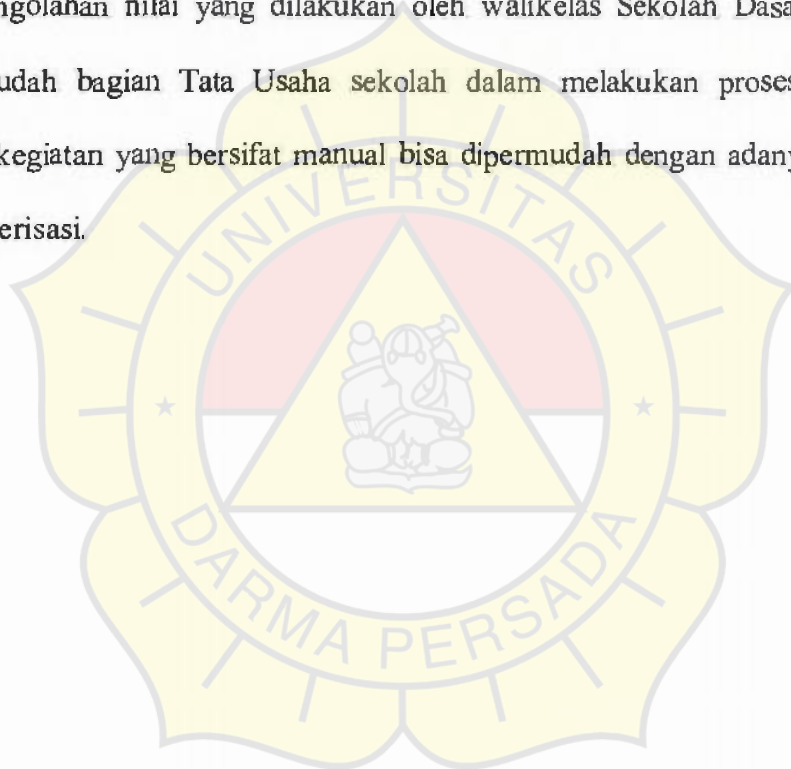 ngolahan nilai yang dilakukan oleh walikelas Sekolah Dasa
udah bagian Tata Usaha sekolah dalam melakukan proses
kegiatan yang bersifat manual bisa dipermudah dengan adany
erisasi.
UNIVERSITAS
DARMA PERSADA